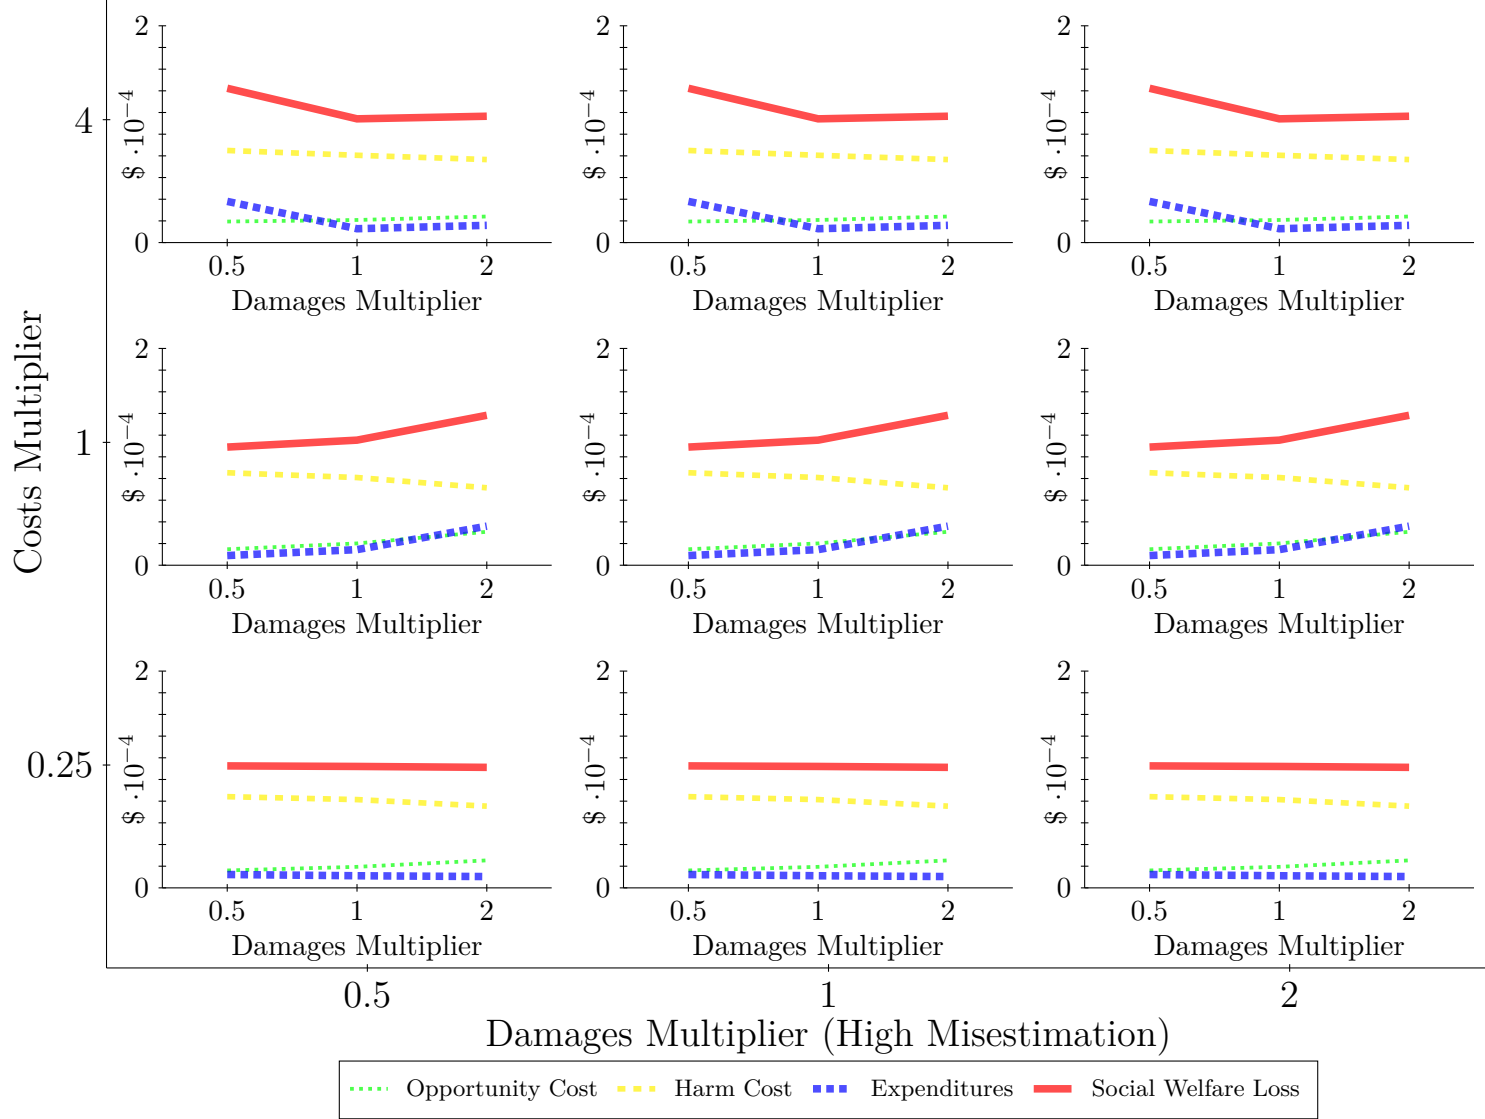 2
$ ·10−4
0
0.5 1 2
Damages Multiplier
2
$ ·10−4
0
0.5 1 2
Damages Multiplier
2
$ ·10−4
0
0.5 1 2
Damages Multiplier
4
2
$ ·10−4
0
0.5 1 2
Damages Multiplier
2
$ ·10−4
0
0.5 1 2
Damages Multiplier
2
$ ·10−4
0
0.5 1 2
Damages Multiplier
1
Costs Multiplier
2
$ ·10−4
0
0.5 1 2
Damages Multiplier
2
$ ·10−4
0
0.5 1 2
Damages Multiplier
2
$ ·10−4
0
0.5 1 2
Damages Multiplier
0.25
0.5 1 2
Damages Multiplier (High Misestimation)
Opportunity Cost Harm Cost Expenditures Social Welfare Loss